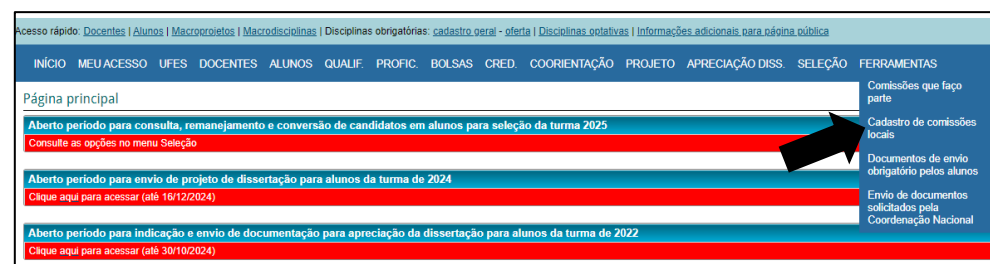 Acesso rápido: Docentes | Alunos | Macroprojetos | Macrodisciplinas | Disciplinas obrigatórias: cadastro geral - oferta | Disciplinas optativas | Informações adicionais para página pública
INÍCIO MEU ACESSO UFES DOCENTES ALUNOS QUALIF. PROFIC. BOLSAS CRED. COORIENTAÇÃO PROJETO APRECIAÇÃO DISS. SELEÇÃO FERRAMENTAS
Comissões que faço
parte
Cadastro de comissões
locais
Documentos de envio
obrigatório pelos alunos
Envio de documentos
solicitados pela
Coordenação Nacional
Página principal
Aberto período para consulta, remanejamento e conversão de candidatos em alunos para seleção da turma 2025
Consulte as opções no menu Seleção
Aberto período para envio de projeto de dissertação para alunos da turma de 2024
Clique aqui para acessar (até 16/12/2024)
Aberto período para indicação e envio de documentação para apreciação da dissertação para alunos da turma de 2022
Clique aqui para acessar (até 30/10/2024)